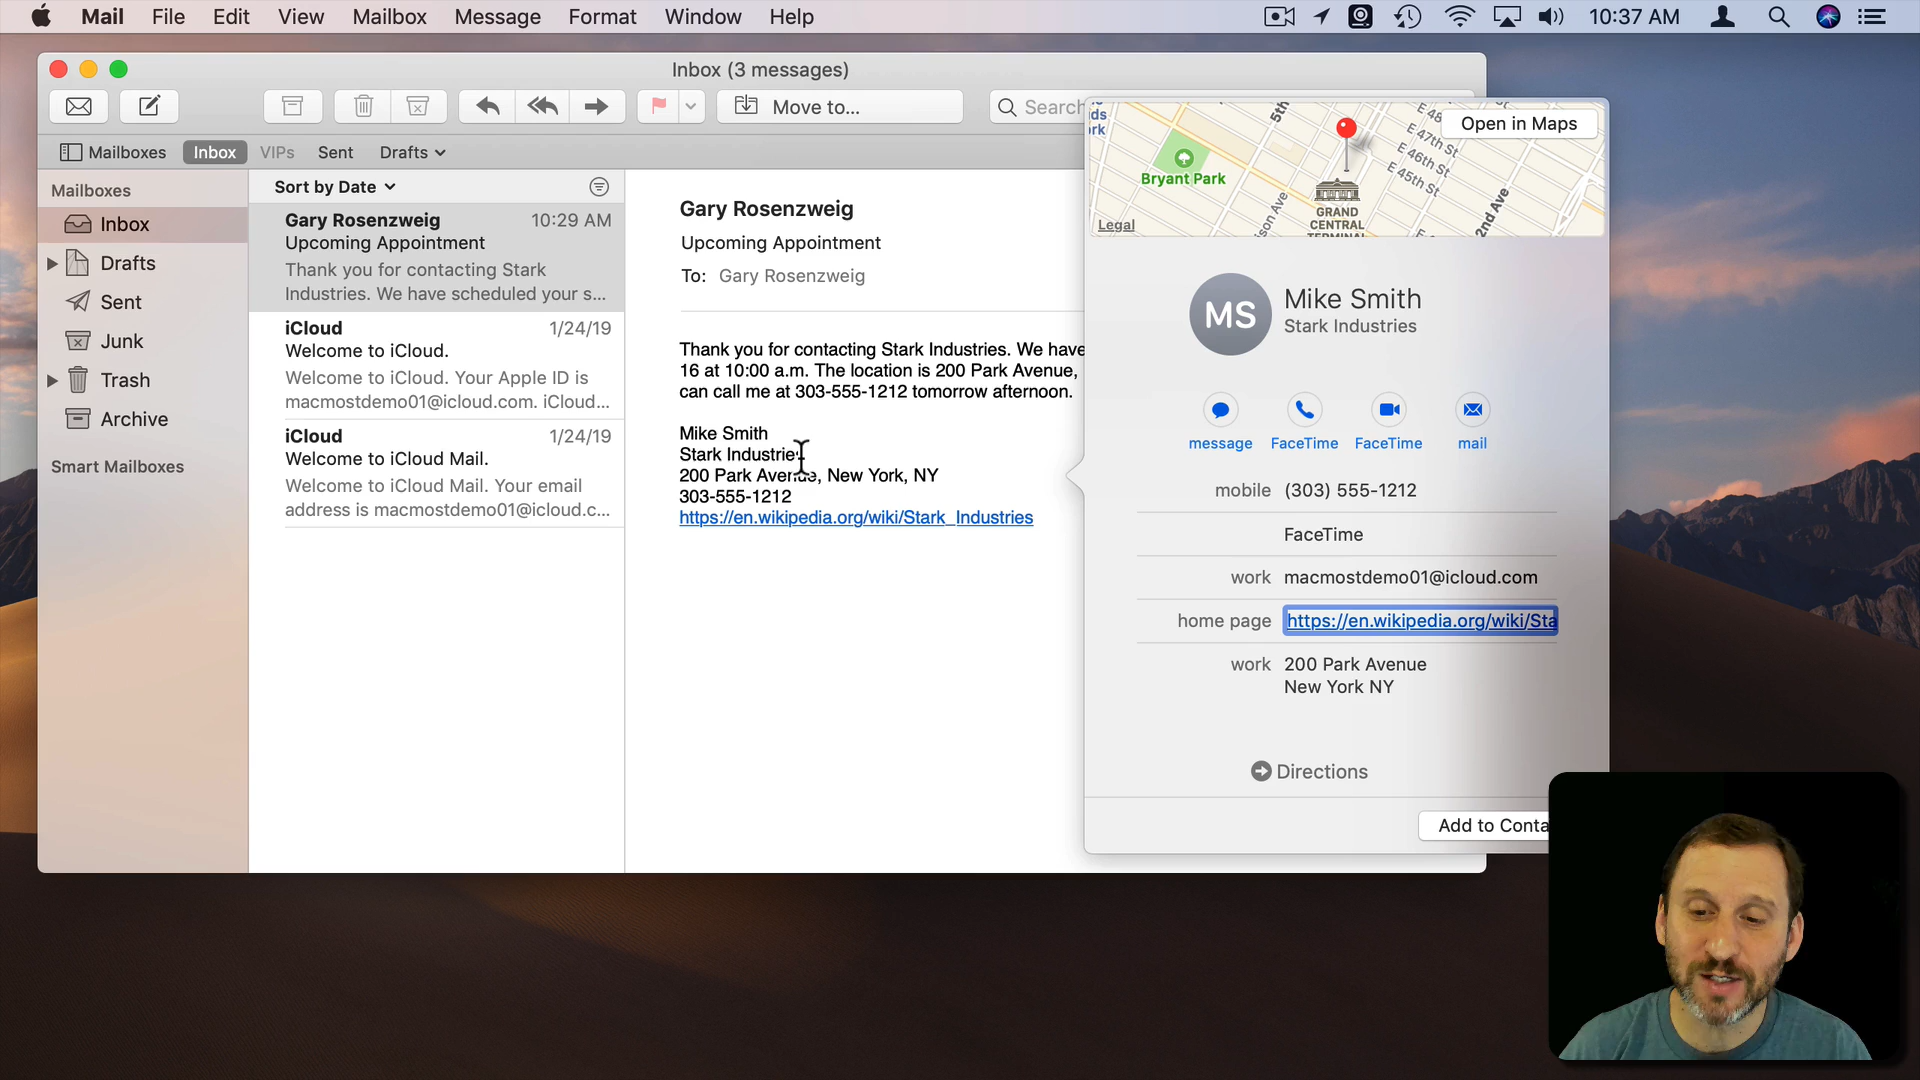 Mail File Edit View Mailbox Message Format Window Help 10:37 AM
Inbox (3 messages)
Move to...
Search
Mailboxes Inbox VIPs Sent Drafts
Mailboxes
Inbox
Drafts
Sent
Junk
Trash
Archive
Smart Mailboxes
Sort by Date
Gary Rosenzweig 10:29 AM
Upcoming Appointment
Thank you for contacting Stark
Industries. We have scheduled your s...
iCloud 1/24/19
Welcome to iCloud.
Welcome to iCloud. Your Apple ID is
macmostdemo01@icloud.com. iCloud...
iCloud 1/24/19
Welcome to iCloud Mail.
Welcome to iCloud Mail. Your email
address is macmostdemo01@icloud.c...
Gary Rosenzweig
Upcoming Appointment
To: Gary Rosenzweig
Thank you for contacting Stark Industries. We have
16 at 10:00 a.m. The location is 200 Park Avenue,
can call me at 303-555-1212 tomorrow afternoon.
Mike Smith
Stark Industries
200 Park Avenue, New York, NY
303-555-1212
https://en.wikipedia.org/wiki/Stark_Industries
Open in Maps
5th
E 47th St
E 46th St
E 45th St
2nd Ave
Bryant Park
GRAND
CENTRAL
TERMINAL
Legal
MS
Mike Smith
Stark Industries
message FaceTime FaceTime mail
mobile (303) 555-1212
FaceTime
work macmostdemo01@icloud.com
home page https://en.wikipedia.org/wiki/Sta
work 200 Park Avenue
New York NY
Directions
Add to Conta